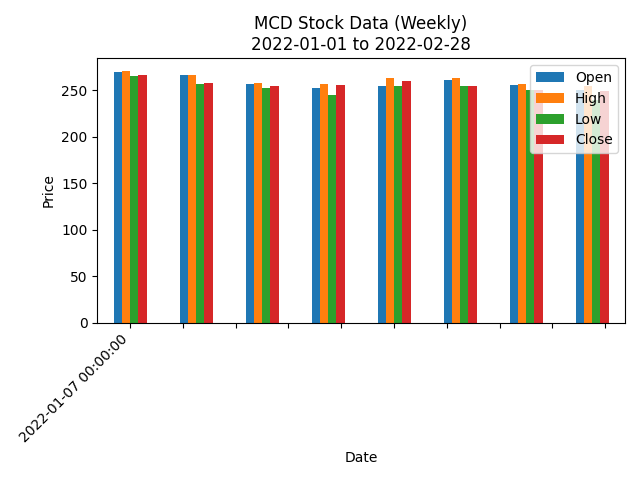 MCD Stock Data (Weekly)
2022-01-01 to 2022-02-28
Open
High
Low
Close
250
200
150
100
50
0
Price
2022-01-07 00:00:00
Date